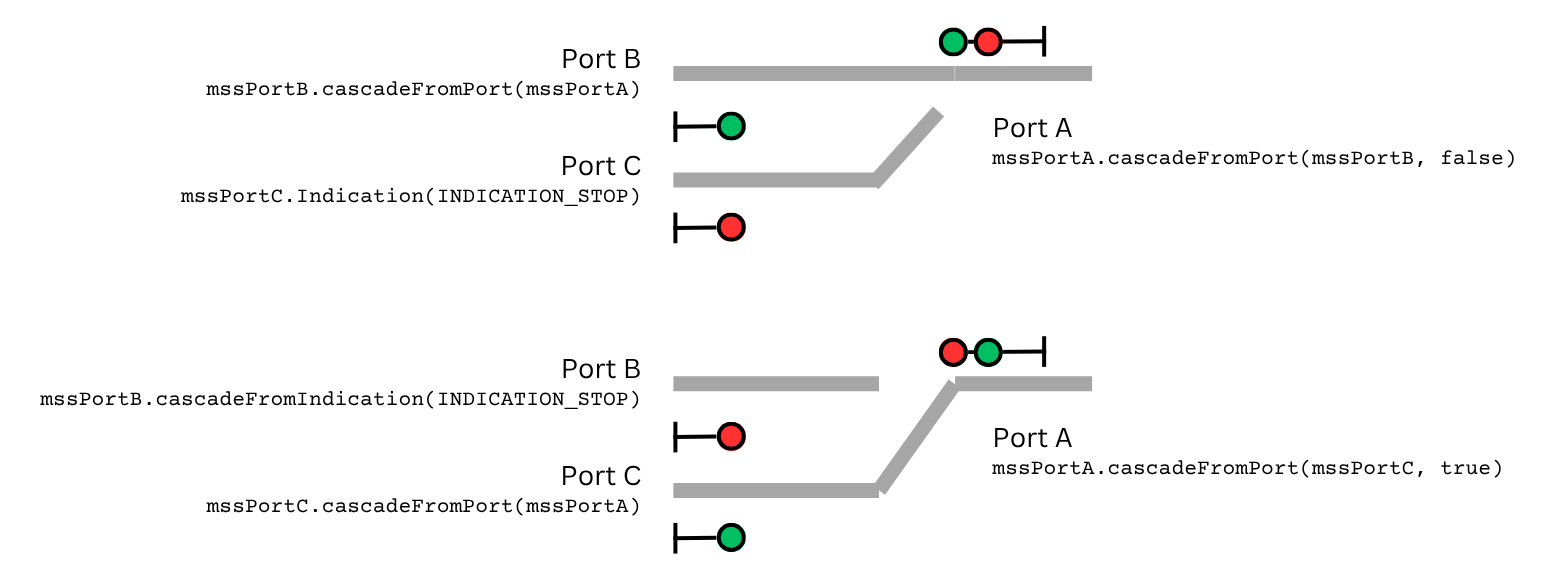 Port B
mssPortB.cascadeFromPort(mssPortA)
Port A
mssPortA.cascadeFromPort(mssPortB, false)
Port C
mssPortC.Indication(INDICATION_STOP)
Port B
mssPortB.cascadeFromIndication(INDICATION_STOP)
Port A
mssPortA.cascadeFromPort(mssPortC, true)
Port C
mssPortC.cascadeFromPort(mssPortA)